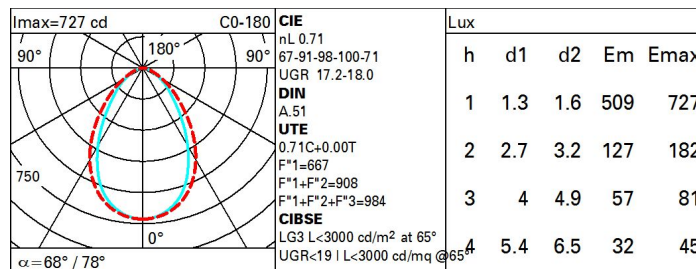 Imax=727 cd C0-180
90° 180° 90°
750
0°
α=68° / 78°
CIE
nL 0.71
67-91-98-100-71
UGR 17.2-18.0
DIN
A.51
UTE
0.71C+0.00T
F"1=667
F"1+F"2=908
F"1+F"2+F"3=984
CIBSE
LG3 L<3000 cd/m² at 65°
UGR<19 | L<3000 cd/mq @65°
Lux
h d1 d2 Em Emax
1 1.3 1.6 509 727
2 2.7 3.2 127 182
3 4 4.9 57 81
4 5.4 6.5 32 45